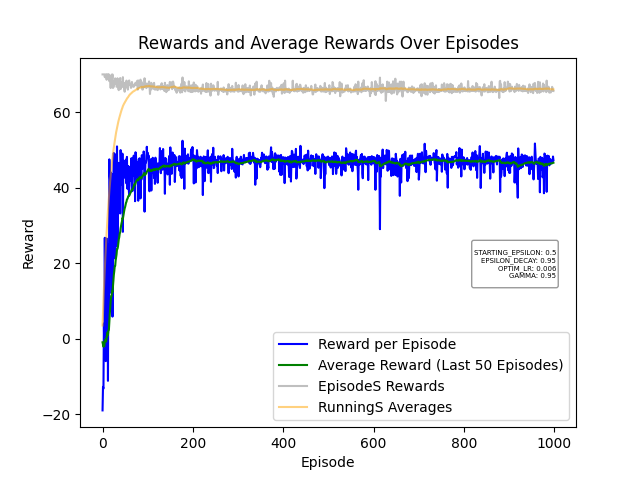 Rewards and Average Rewards Over Episodes
Reward
60
40
20
0
−20
STARTING_EPSILON: 0.5
EPSILON_DECAY: 0.95
OPTIM_LR: 0.006
GAMMA: 0.95
Reward per Episode
Average Reward (Last 50 Episodes)
EpisodeS Rewards
RunningS Averages
0 200 400 600 800 1000
Episode